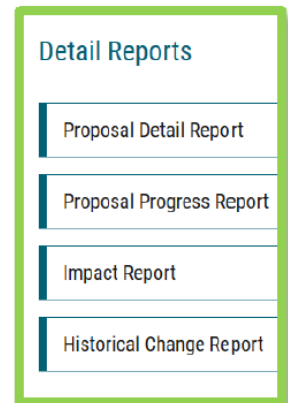 Detail Reports
Proposal Detail Report
Proposal Progress Report
Impact Report
Historical Change Report